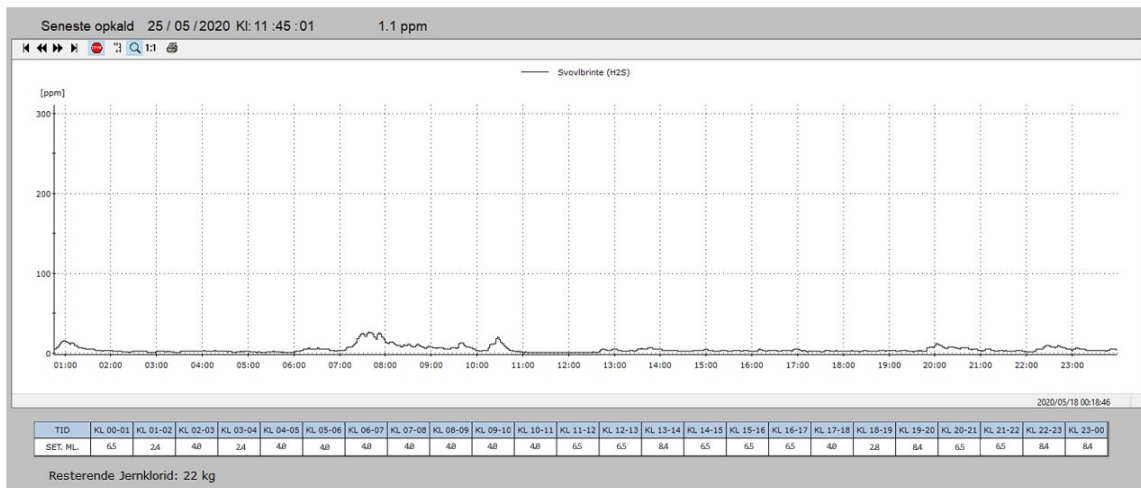 Seneste opkald 25 / 05 / 2020 Kl: 11 :45 : 01 1.1 ppm
STOP 1:1
Svovlbrinte (H2S)
[ppm]
300
200
100
0
01:00 02:00 03:00 04:00 05:00 06:00 07:00 08:00 09:00 10:00 11:00 12:00 13:00 14:00 15:00 16:00 17:00 18:00 19:00 20:00 21:00 22:00 23:00
2020/05/18 00:18:46
TID KL 00-01 KL 01-02 KL 02-03 KL 03-04 KL 04-05 KL 05-06 KL 06-07 KL 07-08 KL 08-09 KL 09-10 KL 10-11 KL 11-12 KL 12-13 KL 13-14 KL 14-15 KL 15-16 KL 16-17 KL 17-18 KL 18-19 KL 19-20 KL 20-21 KL 21-22 KL 22-23 KL 23-00
SET. ML. 6.5 2.4 4.0 2.4 4.0 4.0 4.0 4.0 4.0 4.0 4.0 6.5 6.5 8.4 6.5 6.5 6.5 4.0 2.8 8.4 6.5 6.5 8.4 8.4
Resterende Jernklorid: 22 kg